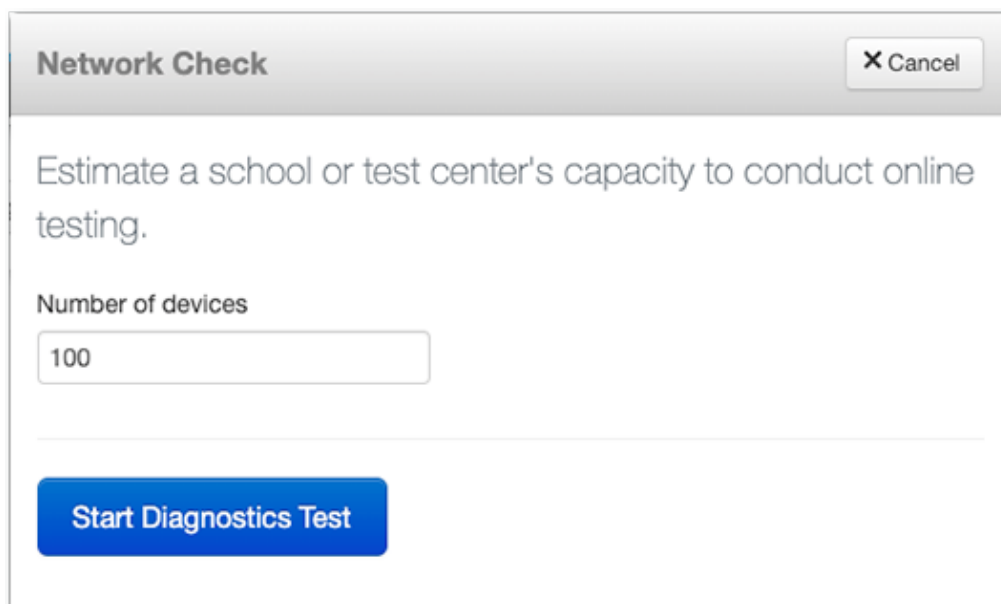 Network Check
✕ Cancel
Estimate a school or test center's capacity to conduct online
testing.
Number of devices
100
Start Diagnostics Test